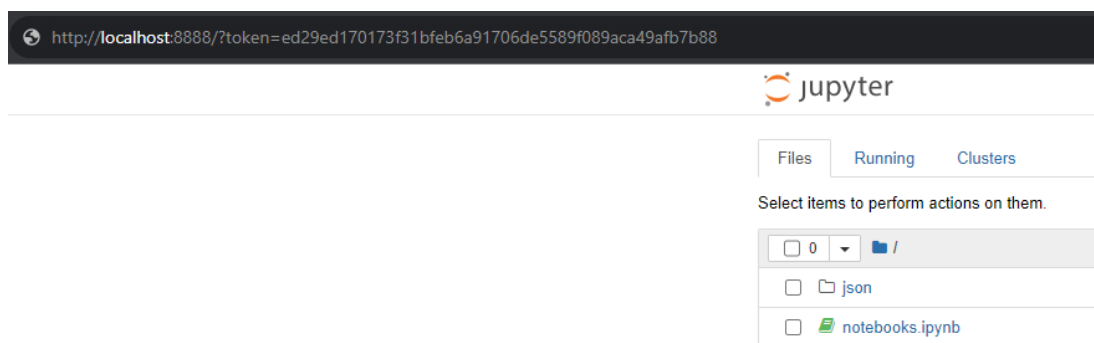 http://localhost:8888/?token=ed29ed170173f31bfeb6a91706de5589f089aca49afb7b88
jupyter
Files Running Clusters
Select items to perform actions on them.
0 /
json
notebooks.ipynb